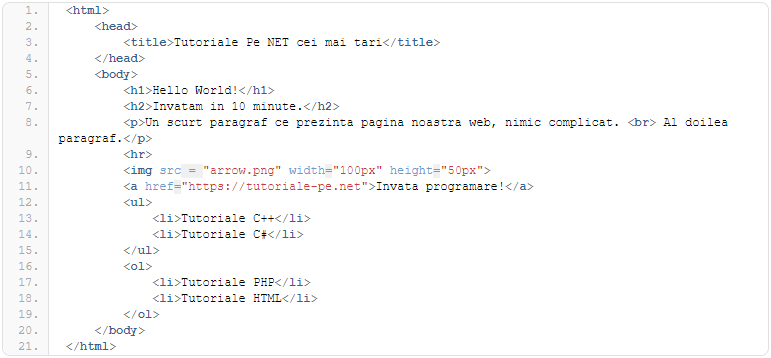 1. <html>
2. <head>
3. <title>Tutoriale Pe NET cei mai tari</title>
4. </head>
5. <body>
6. <h1>Hello World!</h1>
7. <h2>Invatam in 10 minute.</h2>
8. <p>Un scurt paragraf ce prezinta pagina noastra web, nimic complicat. <br> Al doilea
paragraf.</p>
9. <hr>
10. <img src = "arrow.png" width="100px" height="50px">
11. <a href="https://tutoriale-pe.net">Invata programare!</a>
12. <ul>
13. <li>Tutoriale C++</li>
14. <li>Tutoriale C#</li>
15. </ul>
16. <ol>
17. <li>Tutoriale PHP</li>
18. <li>Tutoriale HTML</li>
19. </ol>
20. </body>
21. </html>